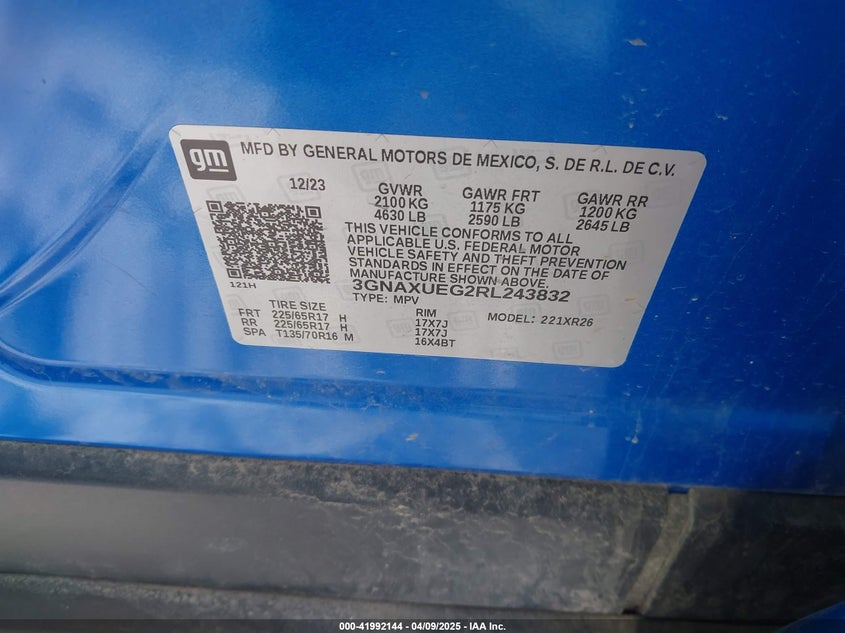 gm MFD BY GENERAL MOTORS DE MEXICO, S. DE R.L. DE C.V.
12/23 GVWR GAWR FRT GAWR RR
2100 KG 1175 KG 1200 KG
4630 LB 2590 LB 2645 LB
THIS VEHICLE CONFORMS TO ALL
APPLICABLE U.S. FEDERAL MOTOR
VEHICLE SAFETY AND THEFT PREVENTION
STANDARDS IN EFFECT ON THE DATE OF
MANUFACTURE SHOWN ABOVE.
121H 3GNAXUEG2RL243832
TYPE: MPV
TIRE SIZE RIM MODEL: 221XR26
FRT 225/65R17 H 17X7J
RR 225/65R17 H 17X7J
SPA T135/70R16 M 16X4BT
000-41992144 - 04/09/2025 - IAA Inc.